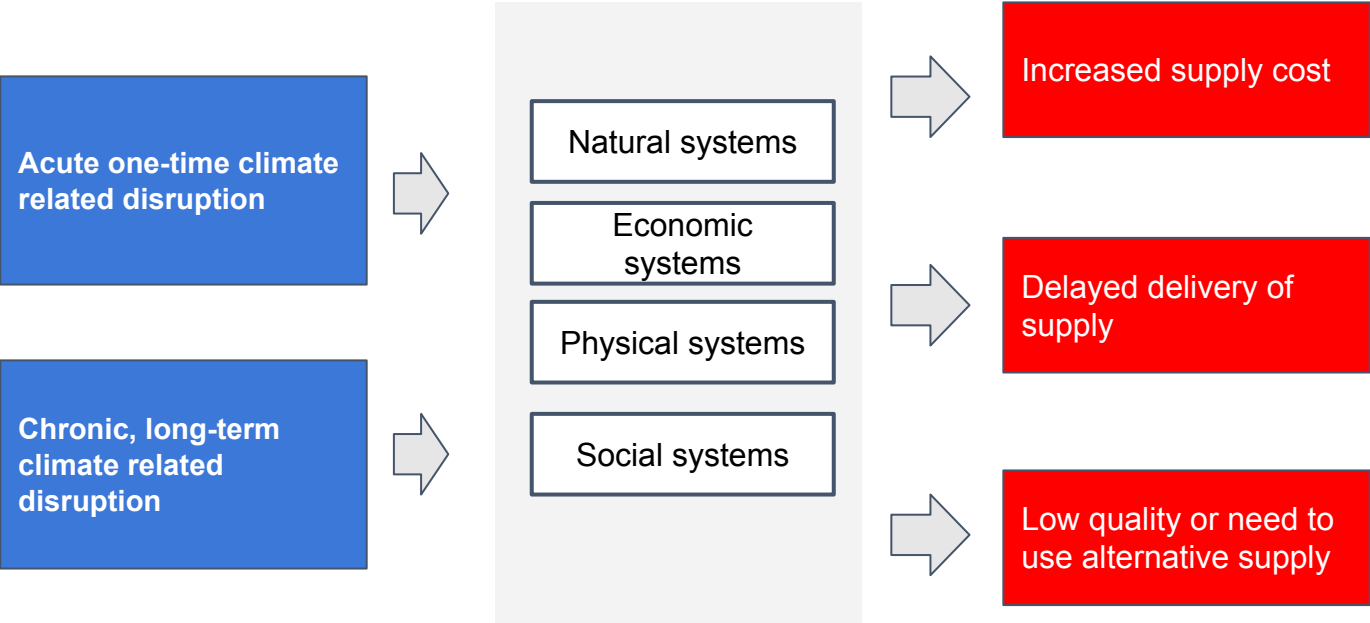 Acute one-time climate
related disruption
Chronic, long-term
climate related
disruption
Natural systems
Economic
systems
Physical systems
Social systems
Increased supply cost
Delayed delivery of
supply
Low quality or need to
use alternative supply